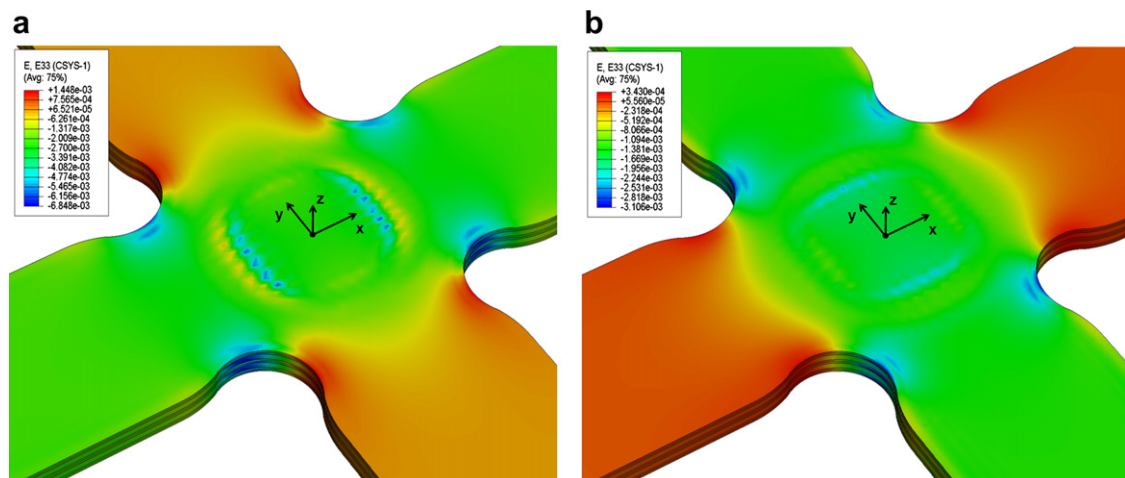 a
E, E33 (CSYS-1)
(Avg: 75%)
+1.448e-03
+7.565e-04
+6.521e-05
-6.261e-04
-1.317e-03
-2.009e-03
-2.700e-03
-3.391e-03
-4.082e-03
-4.774e-03
-5.465e-03
-6.156e-03
-6.848e-03
z
y
x
b
E, E33 (CSYS-1)
(Avg: 75%)
+3.430e-04
+5.560e-05
-2.318e-04
-5.192e-04
-8.066e-04
-1.094e-03
-1.381e-03
-1.669e-03
-1.956e-03
-2.244e-03
-2.531e-03
-2.818e-03
-3.106e-03
z
y
x